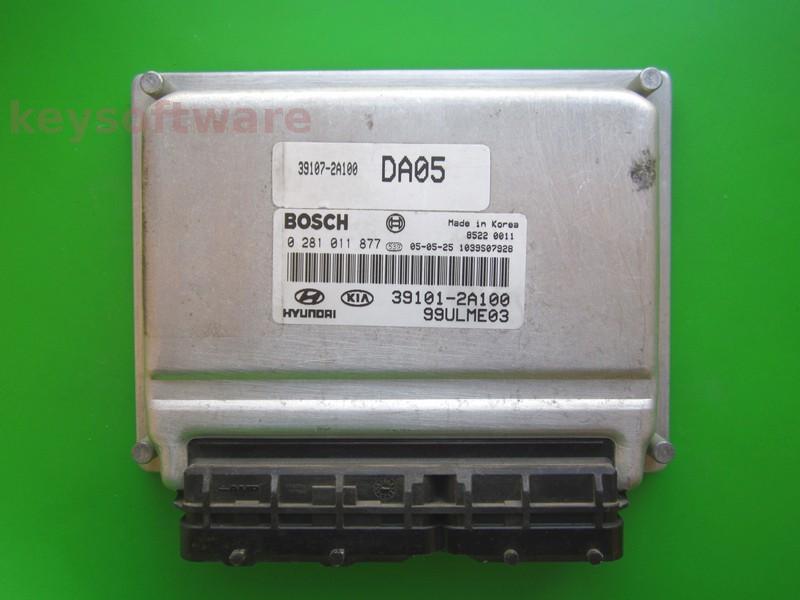 keysoftware
39107-2A100 DA05
BOSCH
Made in Korea
8522 0011
0 281 011 877
05-05-25 1039S07928
HYUNDAI KIA
39101-2A100
99ULME03